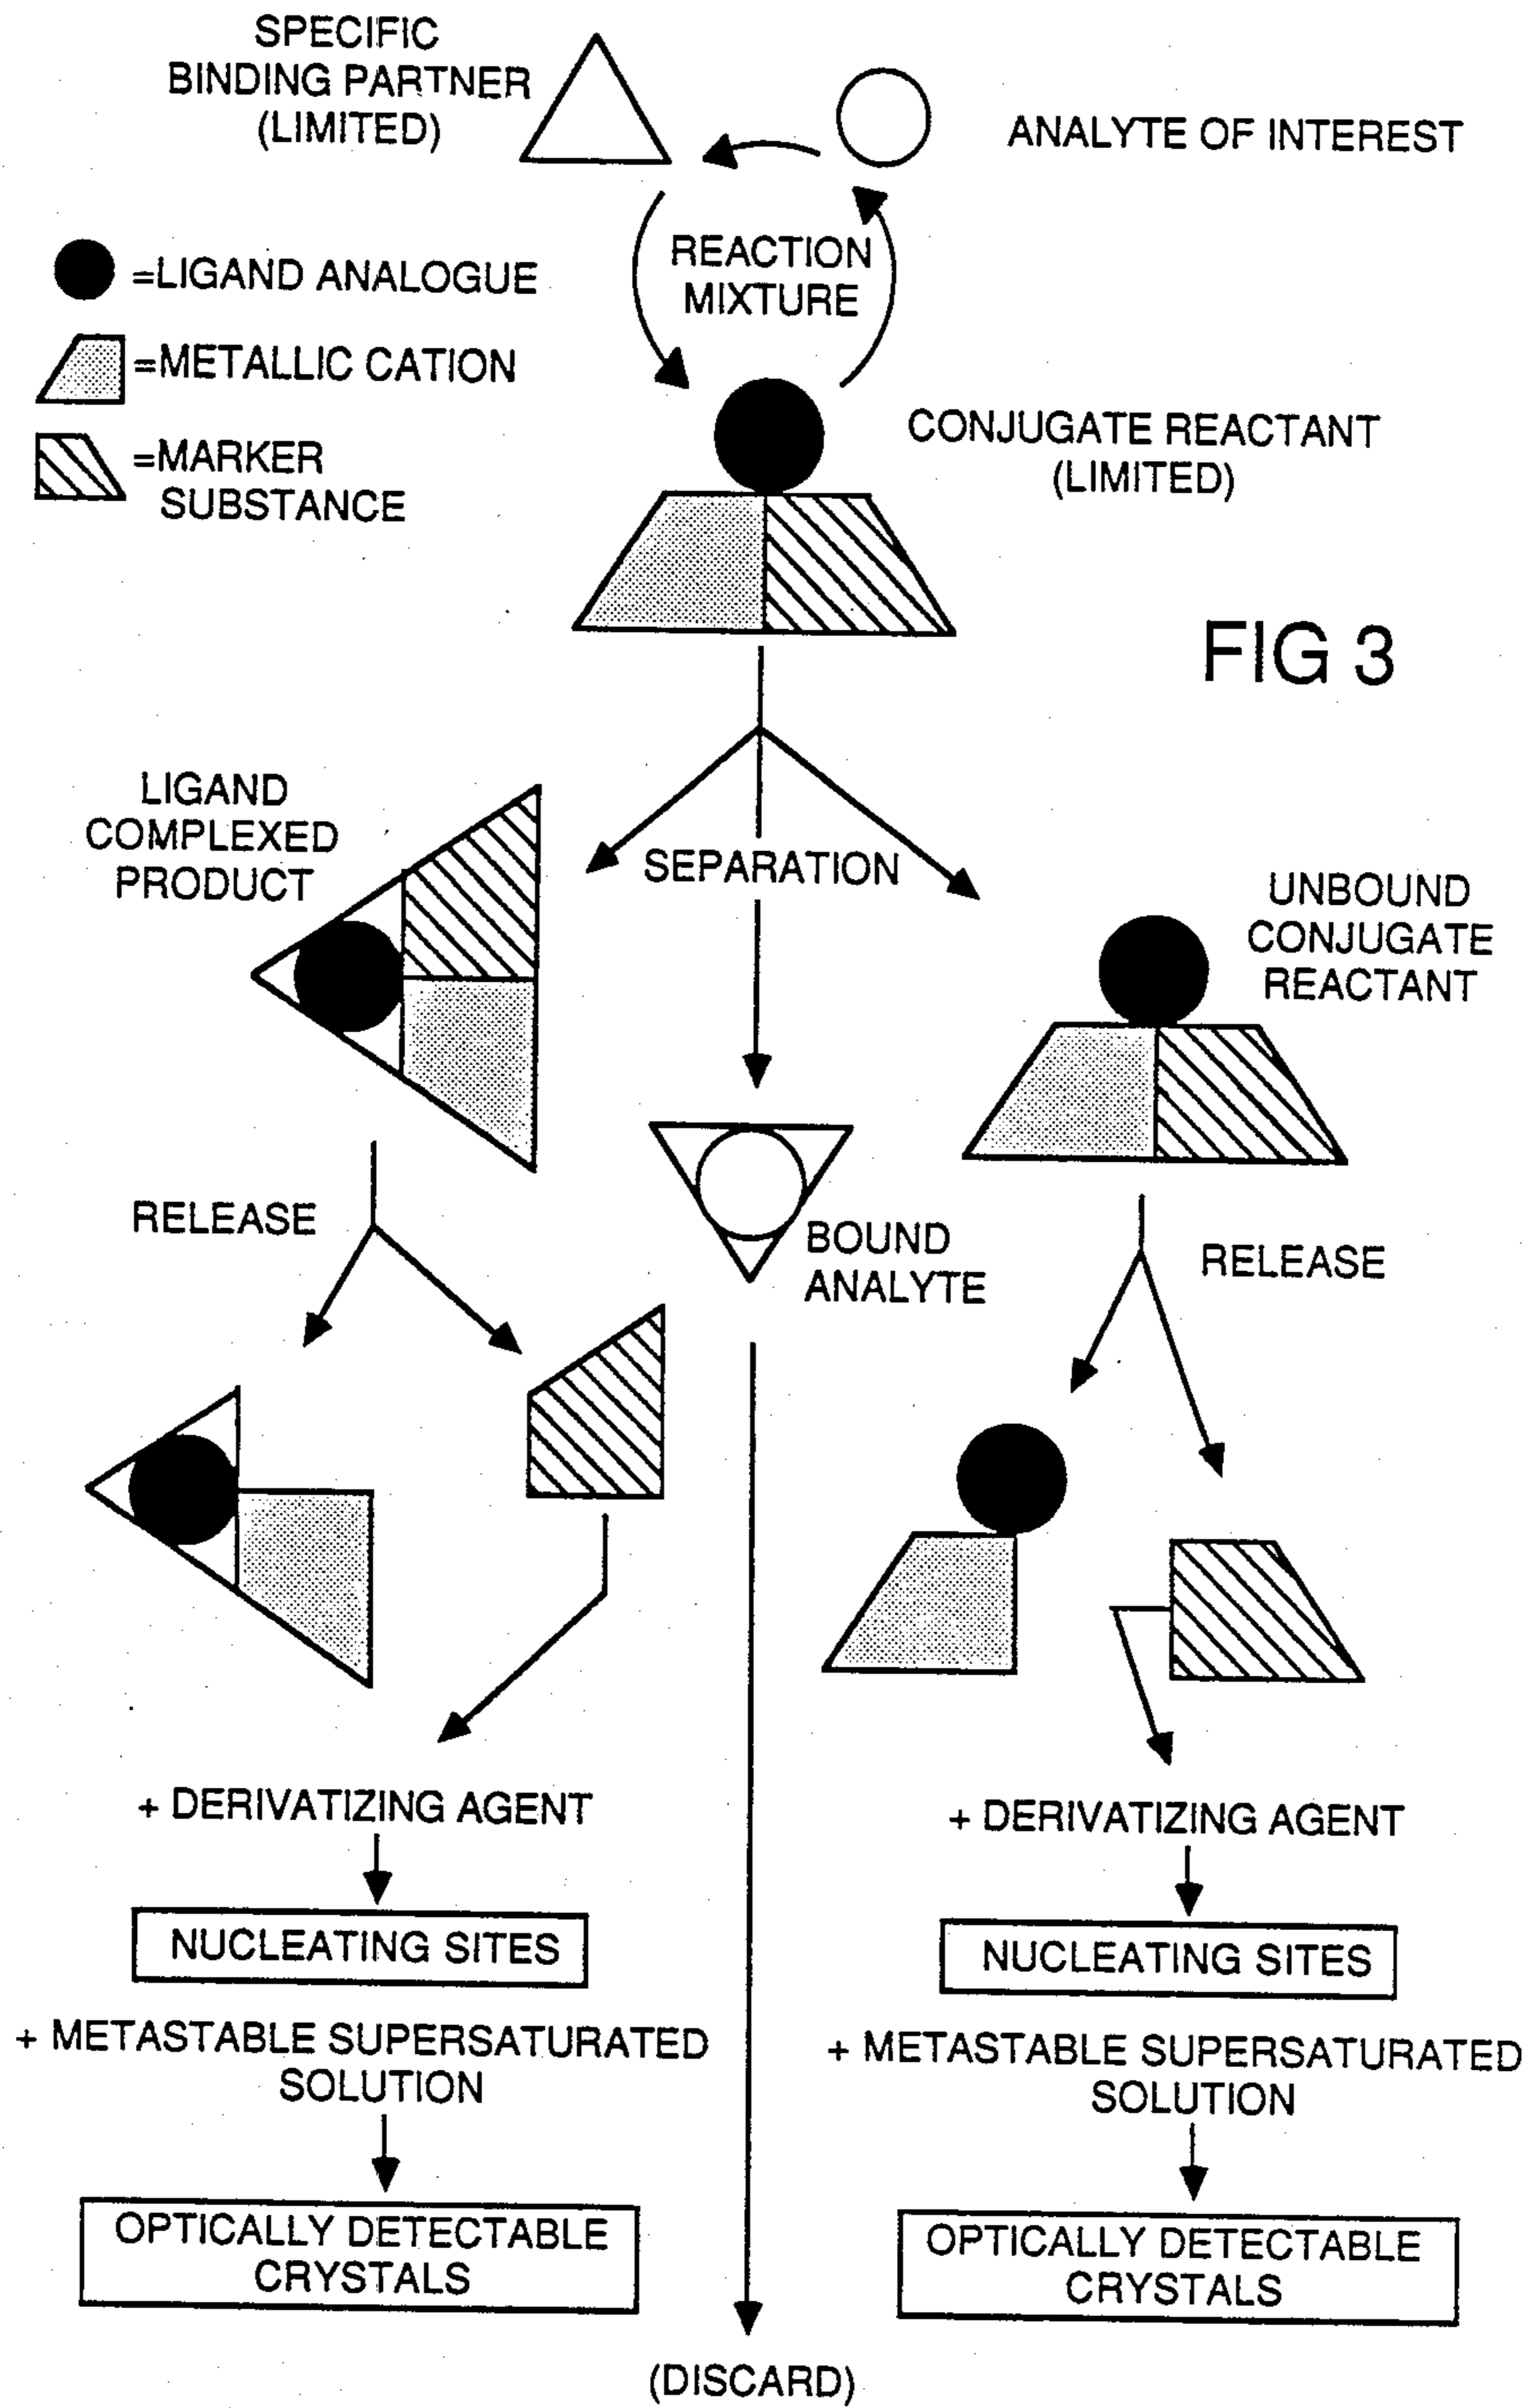 SPECIFIC
BINDING PARTNER
(LIMITED)
ANALYTE OF INTEREST
REACTION
MIXTURE
=LIGAND ANALOGUE
=METALLIC CATION
=MARKER
SUBSTANCE
CONJUGATE REACTANT
(LIMITED)
FIG 3
LIGAND
COMPLEXED
PRODUCT
SEPARATION
UNBOUND
CONJUGATE
REACTANT
RELEASE
BOUND
ANALYTE
RELEASE
+ DERIVATIZING AGENT
NUCLEATING SITES
+ METASTABLE SUPERSATURATED
SOLUTION
OPTICALLY DETECTABLE
CRYSTALS
+ DERIVATIZING AGENT
NUCLEATING SITES
+ METASTABLE SUPERSATURATED
SOLUTION
OPTICALLY DETECTABLE
CRYSTALS
(DISCARD)